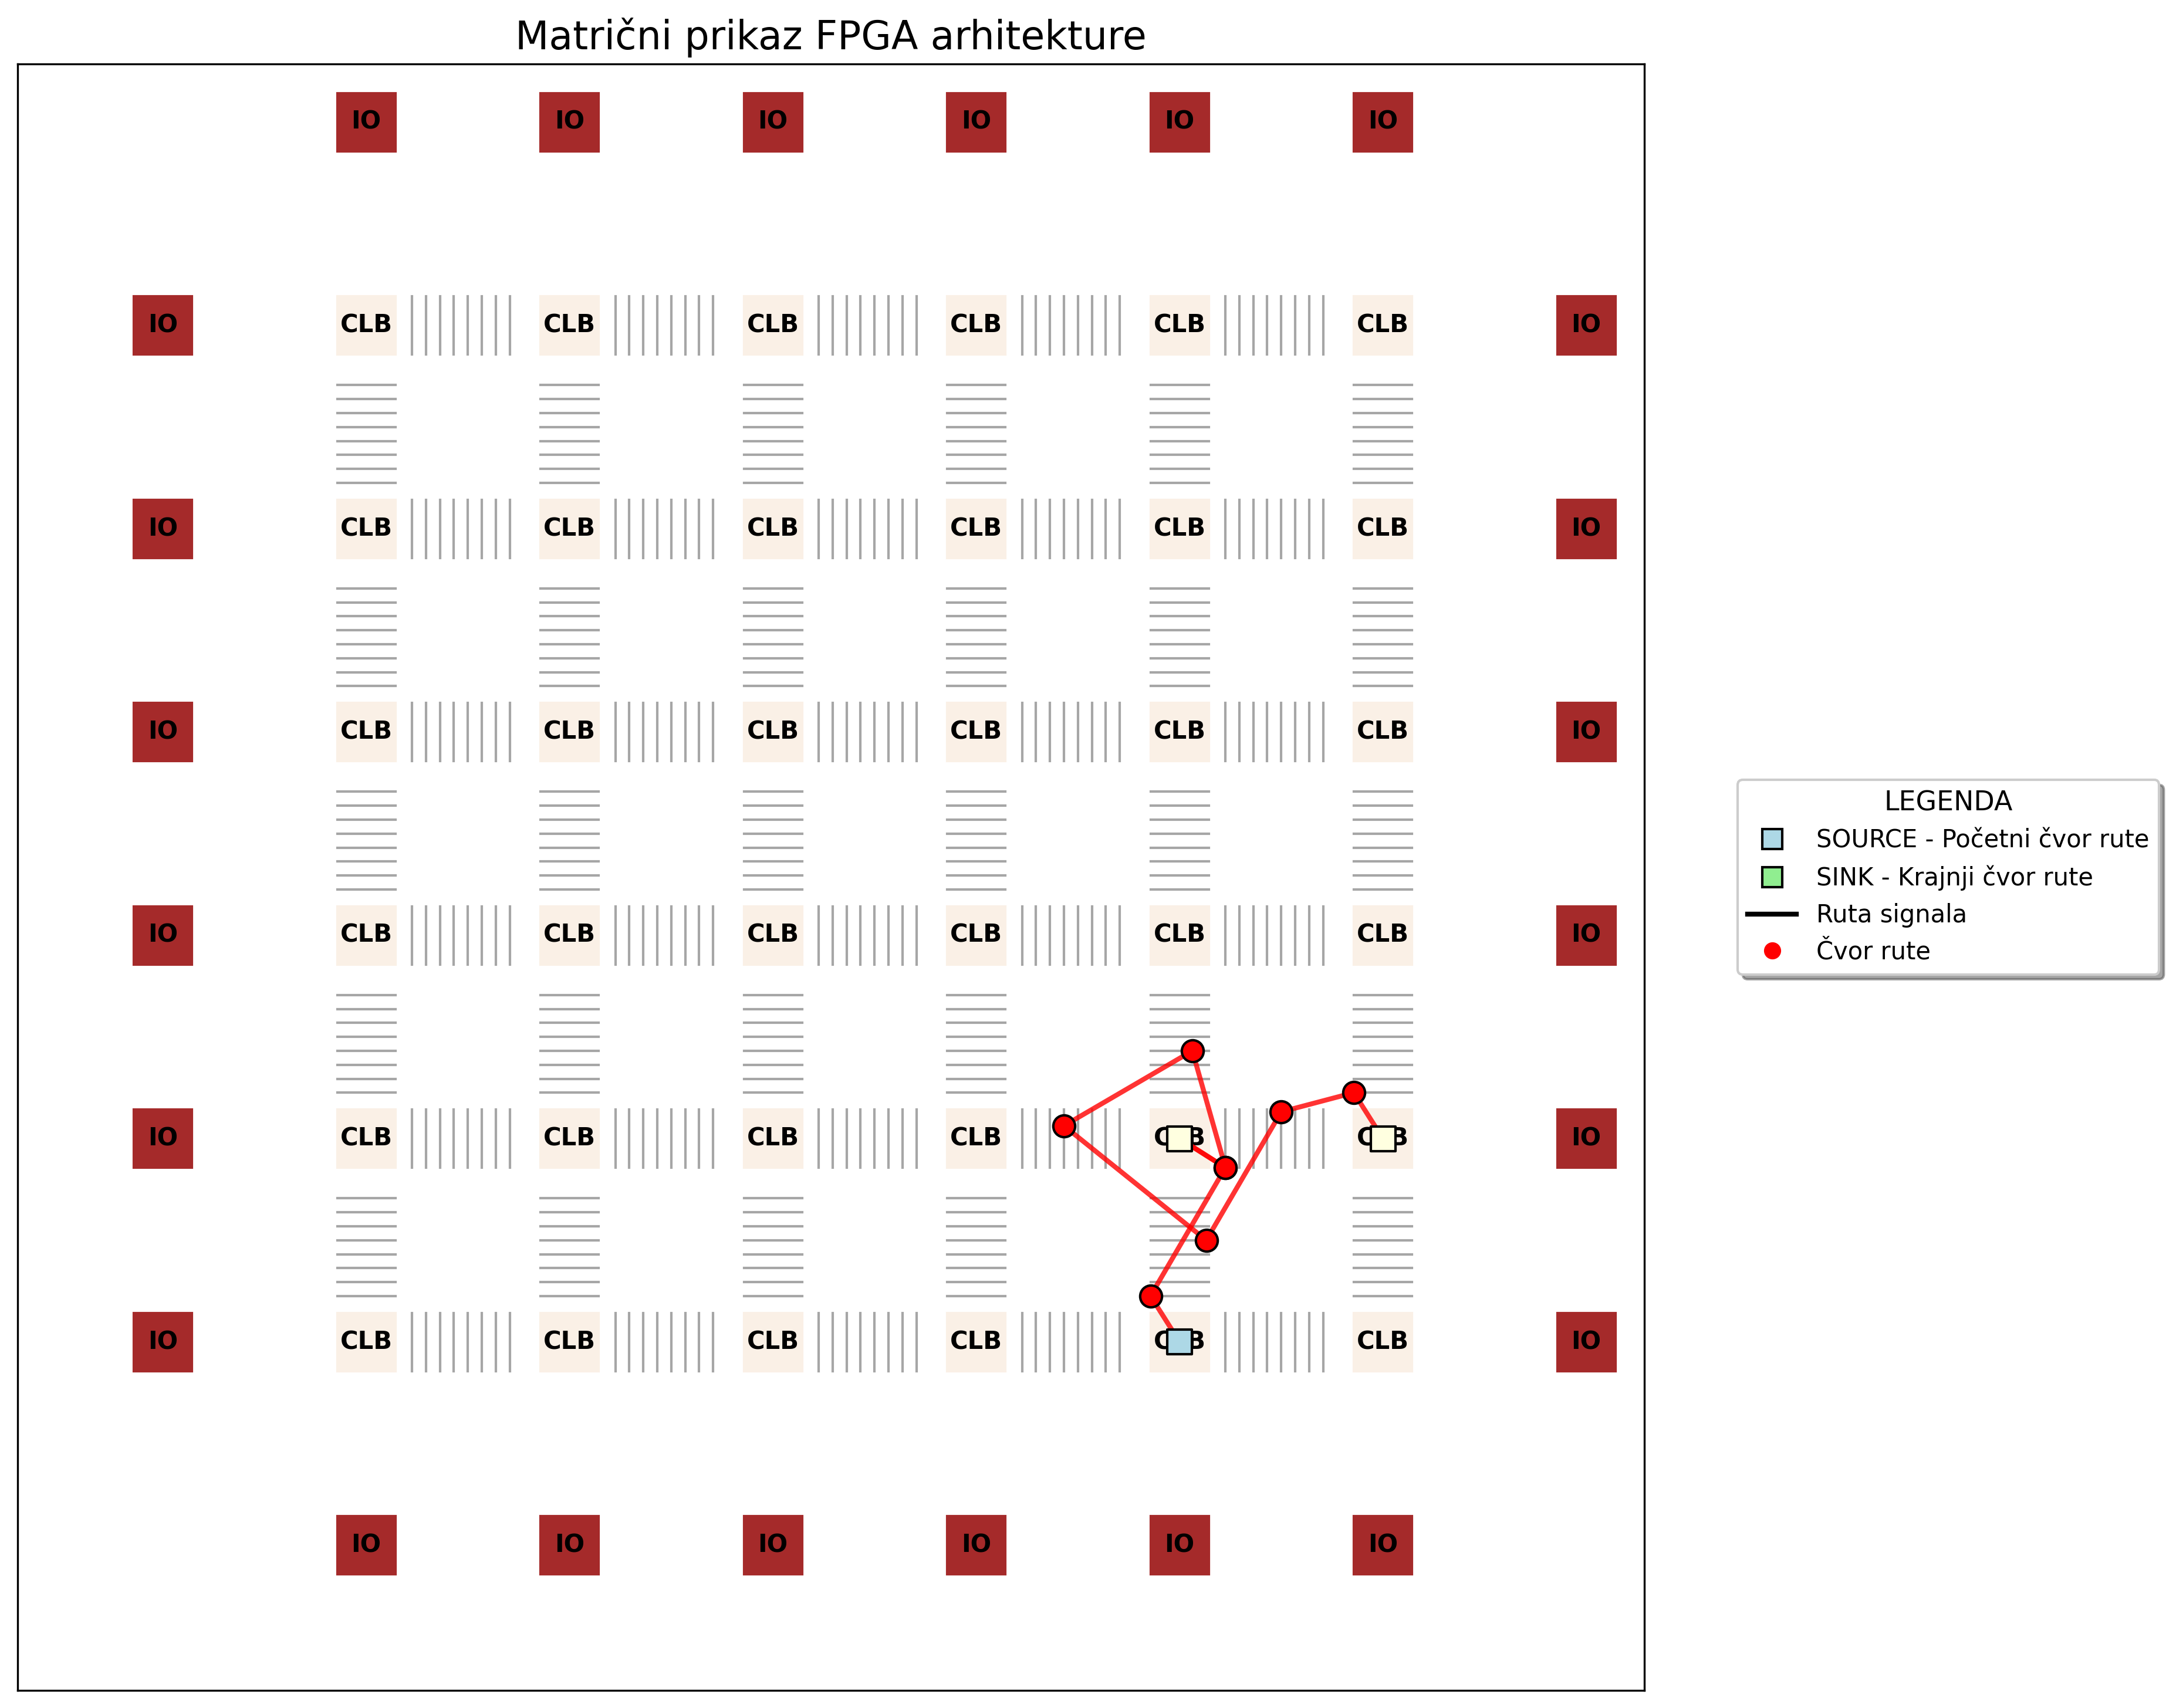 Matrični prikaz FPGA arhitekture
IO IO IO IO IO IO
IO CLB CLB CLB CLB CLB CLB IO
IO CLB CLB CLB CLB CLB CLB IO
IO CLB CLB CLB CLB CLB CLB IO
LEGENDA
SOURCE - Početni čvor rute
SINK - Krajnji čvor rute
Ruta signala
Čvor rute
IO CLB CLB CLB CLB CLB CLB IO
IO CLB CLB CLB CLB IO
IO CLB CLB CLB CLB CLB IO
IO IO IO IO IO IO